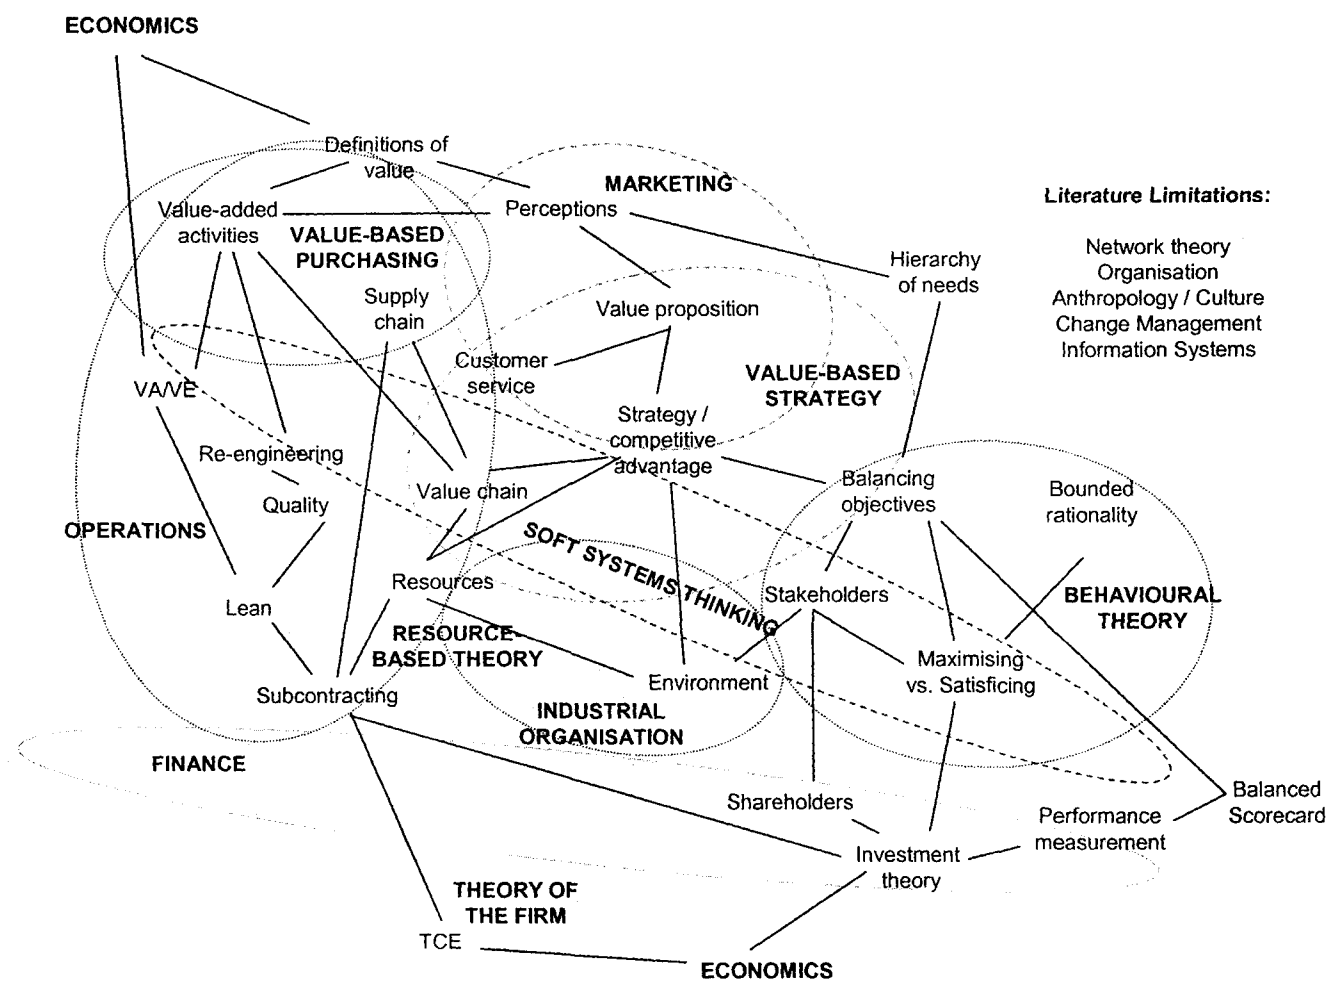 ECONOMICS
Definitions of
value
MARKETING
Literature Limitations:
Value-added
activities
Perceptions
VALUE-BASED
PURCHASING
Network theory
Organisation
Anthropology / Culture
Change Management
Information Systems
Hierarchy
of needs
Supply
chain
Value proposition
Customer
service
VALUE-BASED
STRATEGY
VA/VE
Strategy /
competitive
advantage
Re-engineering
Value chain
Balancing
objectives
Bounded
rationality
Quality
OPERATIONS
SOFT SYSTEMS THINKING
Resources
Stakeholders
BEHAVIOURAL
THEORY
Lean
RESOURCE-
BASED THEORY
Maximising
vs. Satisficing
Subcontracting
Environment
INDUSTRIAL
ORGANISATION
FINANCE
Shareholders
Balanced
Scorecard
Performance
measurement
Investment
theory
THEORY OF
THE FIRM
TCE
ECONOMICS